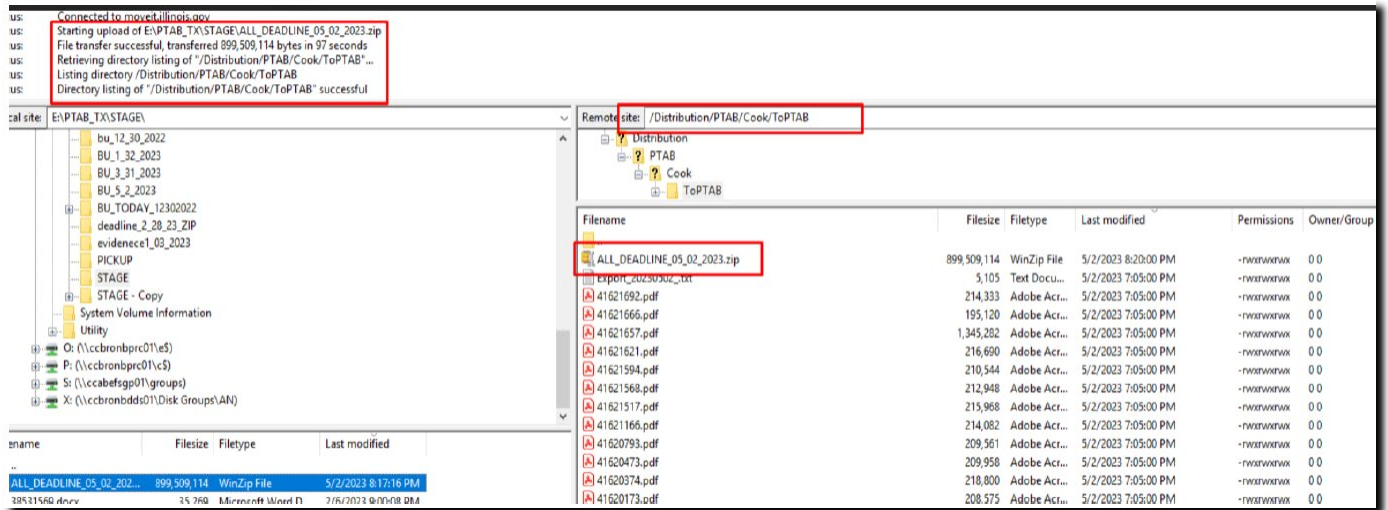 us: Connected to moveit.illinois.gov
us: Starting upload of E:\PTAB_TX\STAGE\ALL_DEADLINE_05_02_2023.zip
us: File transfer successful, transferred 899,509,114 bytes in 97 seconds
us: Retrieving directory listing of "/Distribution/PTAB/Cook/ToPTAB"...
us: Listing directory /Distribution/PTAB/Cook/ToPTAB
us: Directory listing of "/Distribution/PTAB/Cook/ToPTAB" successful
cal site: E:\PTAB_TX\STAGE\
bu_12_30_2022
BU_1_32_2023
BU_3_31_2023
BU_5_2_2023
BU_TODAY_12302022
deadline_2_28_23_ZIP
evidenece1_03_2023
PICKUP
STAGE
STAGE - Copy
System Volume Information
Utility
O: (\\ccbronbprc01\e$)
P: (\\ccbronbprc01\c$)
S: (\\ccabefsgp01\groups)
X: (\\ccbronbdds01\Disk Groups\AN)
ename Filesize Filetype Last modified
..
ALL_DEADLINE_05_02_202... 899,509,114 WinZip File 5/2/2023 8:17:16 PM
38531569.docx 35,269 Microsoft Word D 2/6/2023 9:00:08 PM
Remote site: /Distribution/PTAB/Cook/ToPTAB
? Distribution
? PTAB
? Cook
ToPTAB
Filename Filesize Filetype Last modified Permissions Owner/Group
..
ALL_DEADLINE_05_02_2023.zip 899,509,114 WinZip File 5/2/2023 8:20:00 PM -rwxrwxrwx 0 0
Export_20230502_.txt 5,105 Text Docu... 5/2/2023 7:05:00 PM -rwxrwxrwx 0 0
41621692.pdf 214,333 Adobe Acr... 5/2/2023 7:05:00 PM -rwxrwxrwx 0 0
41621666.pdf 195,120 Adobe Acr... 5/2/2023 7:05:00 PM -rwxrwxrwx 0 0
41621657.pdf 1,345,282 Adobe Acr... 5/2/2023 7:05:00 PM -rwxrwxrwx 0 0
41621621.pdf 216,690 Adobe Acr... 5/2/2023 7:05:00 PM -rwxrwxrwx 0 0
41621594.pdf 210,544 Adobe Acr... 5/2/2023 7:05:00 PM -rwxrwxrwx 0 0
41621568.pdf 212,948 Adobe Acr... 5/2/2023 7:05:00 PM -rwxrwxrwx 0 0
41621517.pdf 215,968 Adobe Acr... 5/2/2023 7:05:00 PM -rwxrwxrwx 0 0
41621166.pdf 214,082 Adobe Acr... 5/2/2023 7:05:00 PM -rwxrwxrwx 0 0
41620793.pdf 209,561 Adobe Acr... 5/2/2023 7:05:00 PM -rwxrwxrwx 0 0
41620473.pdf 209,958 Adobe Acr... 5/2/2023 7:05:00 PM -rwxrwxrwx 0 0
41620374.pdf 218,800 Adobe Acr... 5/2/2023 7:05:00 PM -rwxrwxrwx 0 0
41620173.pdf 208,575 Adobe Acr... 5/2/2023 7:05:00 PM -rwxrwxrwx 0 0